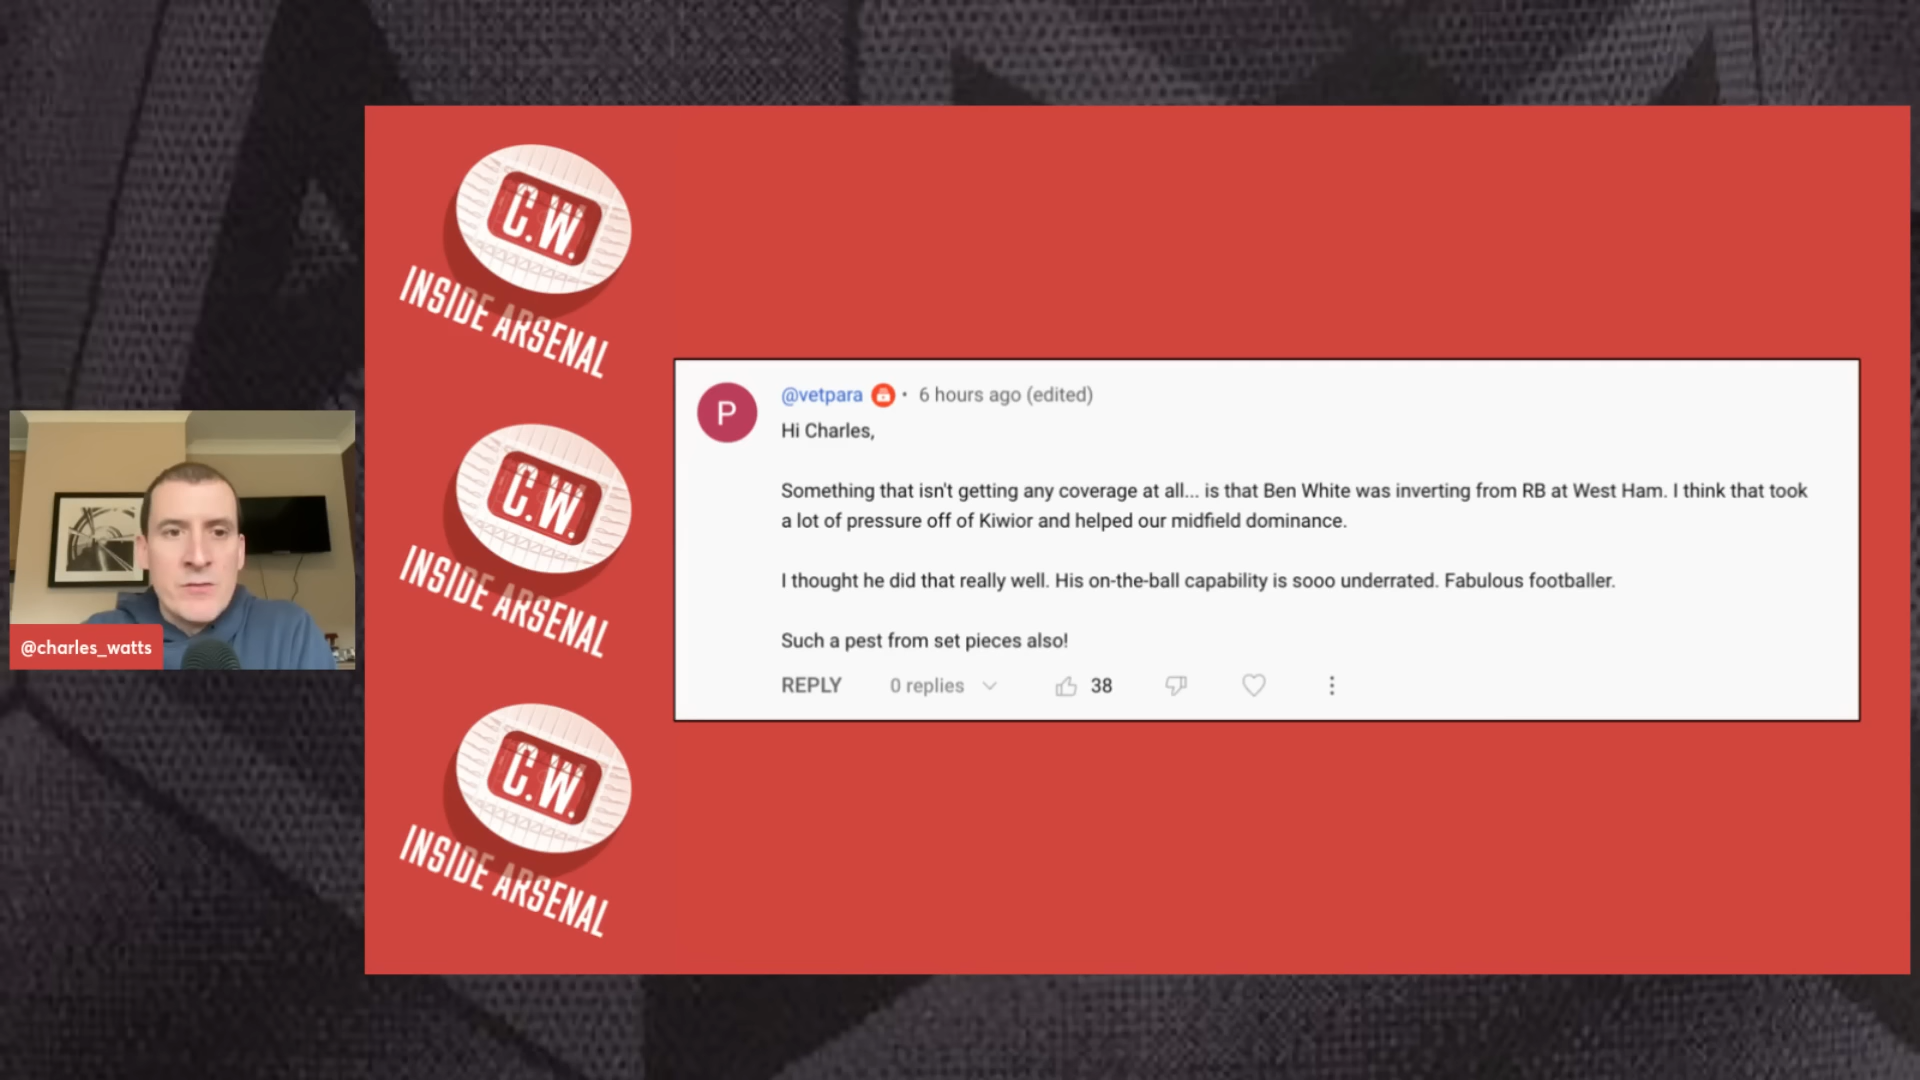 C.W.
INSIDE ARSENAL
C.W.
INSIDE ARSENAL
C.W.
INSIDE ARSENAL
@charles_watts
P
@vetpara • 6 hours ago (edited)
Hi Charles,
Something that isn't getting any coverage at all... is that Ben White was inverting from RB at West Ham. I think that took
a lot of pressure off of Kiwior and helped our midfield dominance.
I thought he did that really well. His on-the-ball capability is sooo underrated. Fabulous footballer.
Such a pest from set pieces also!
REPLY 0 replies 38